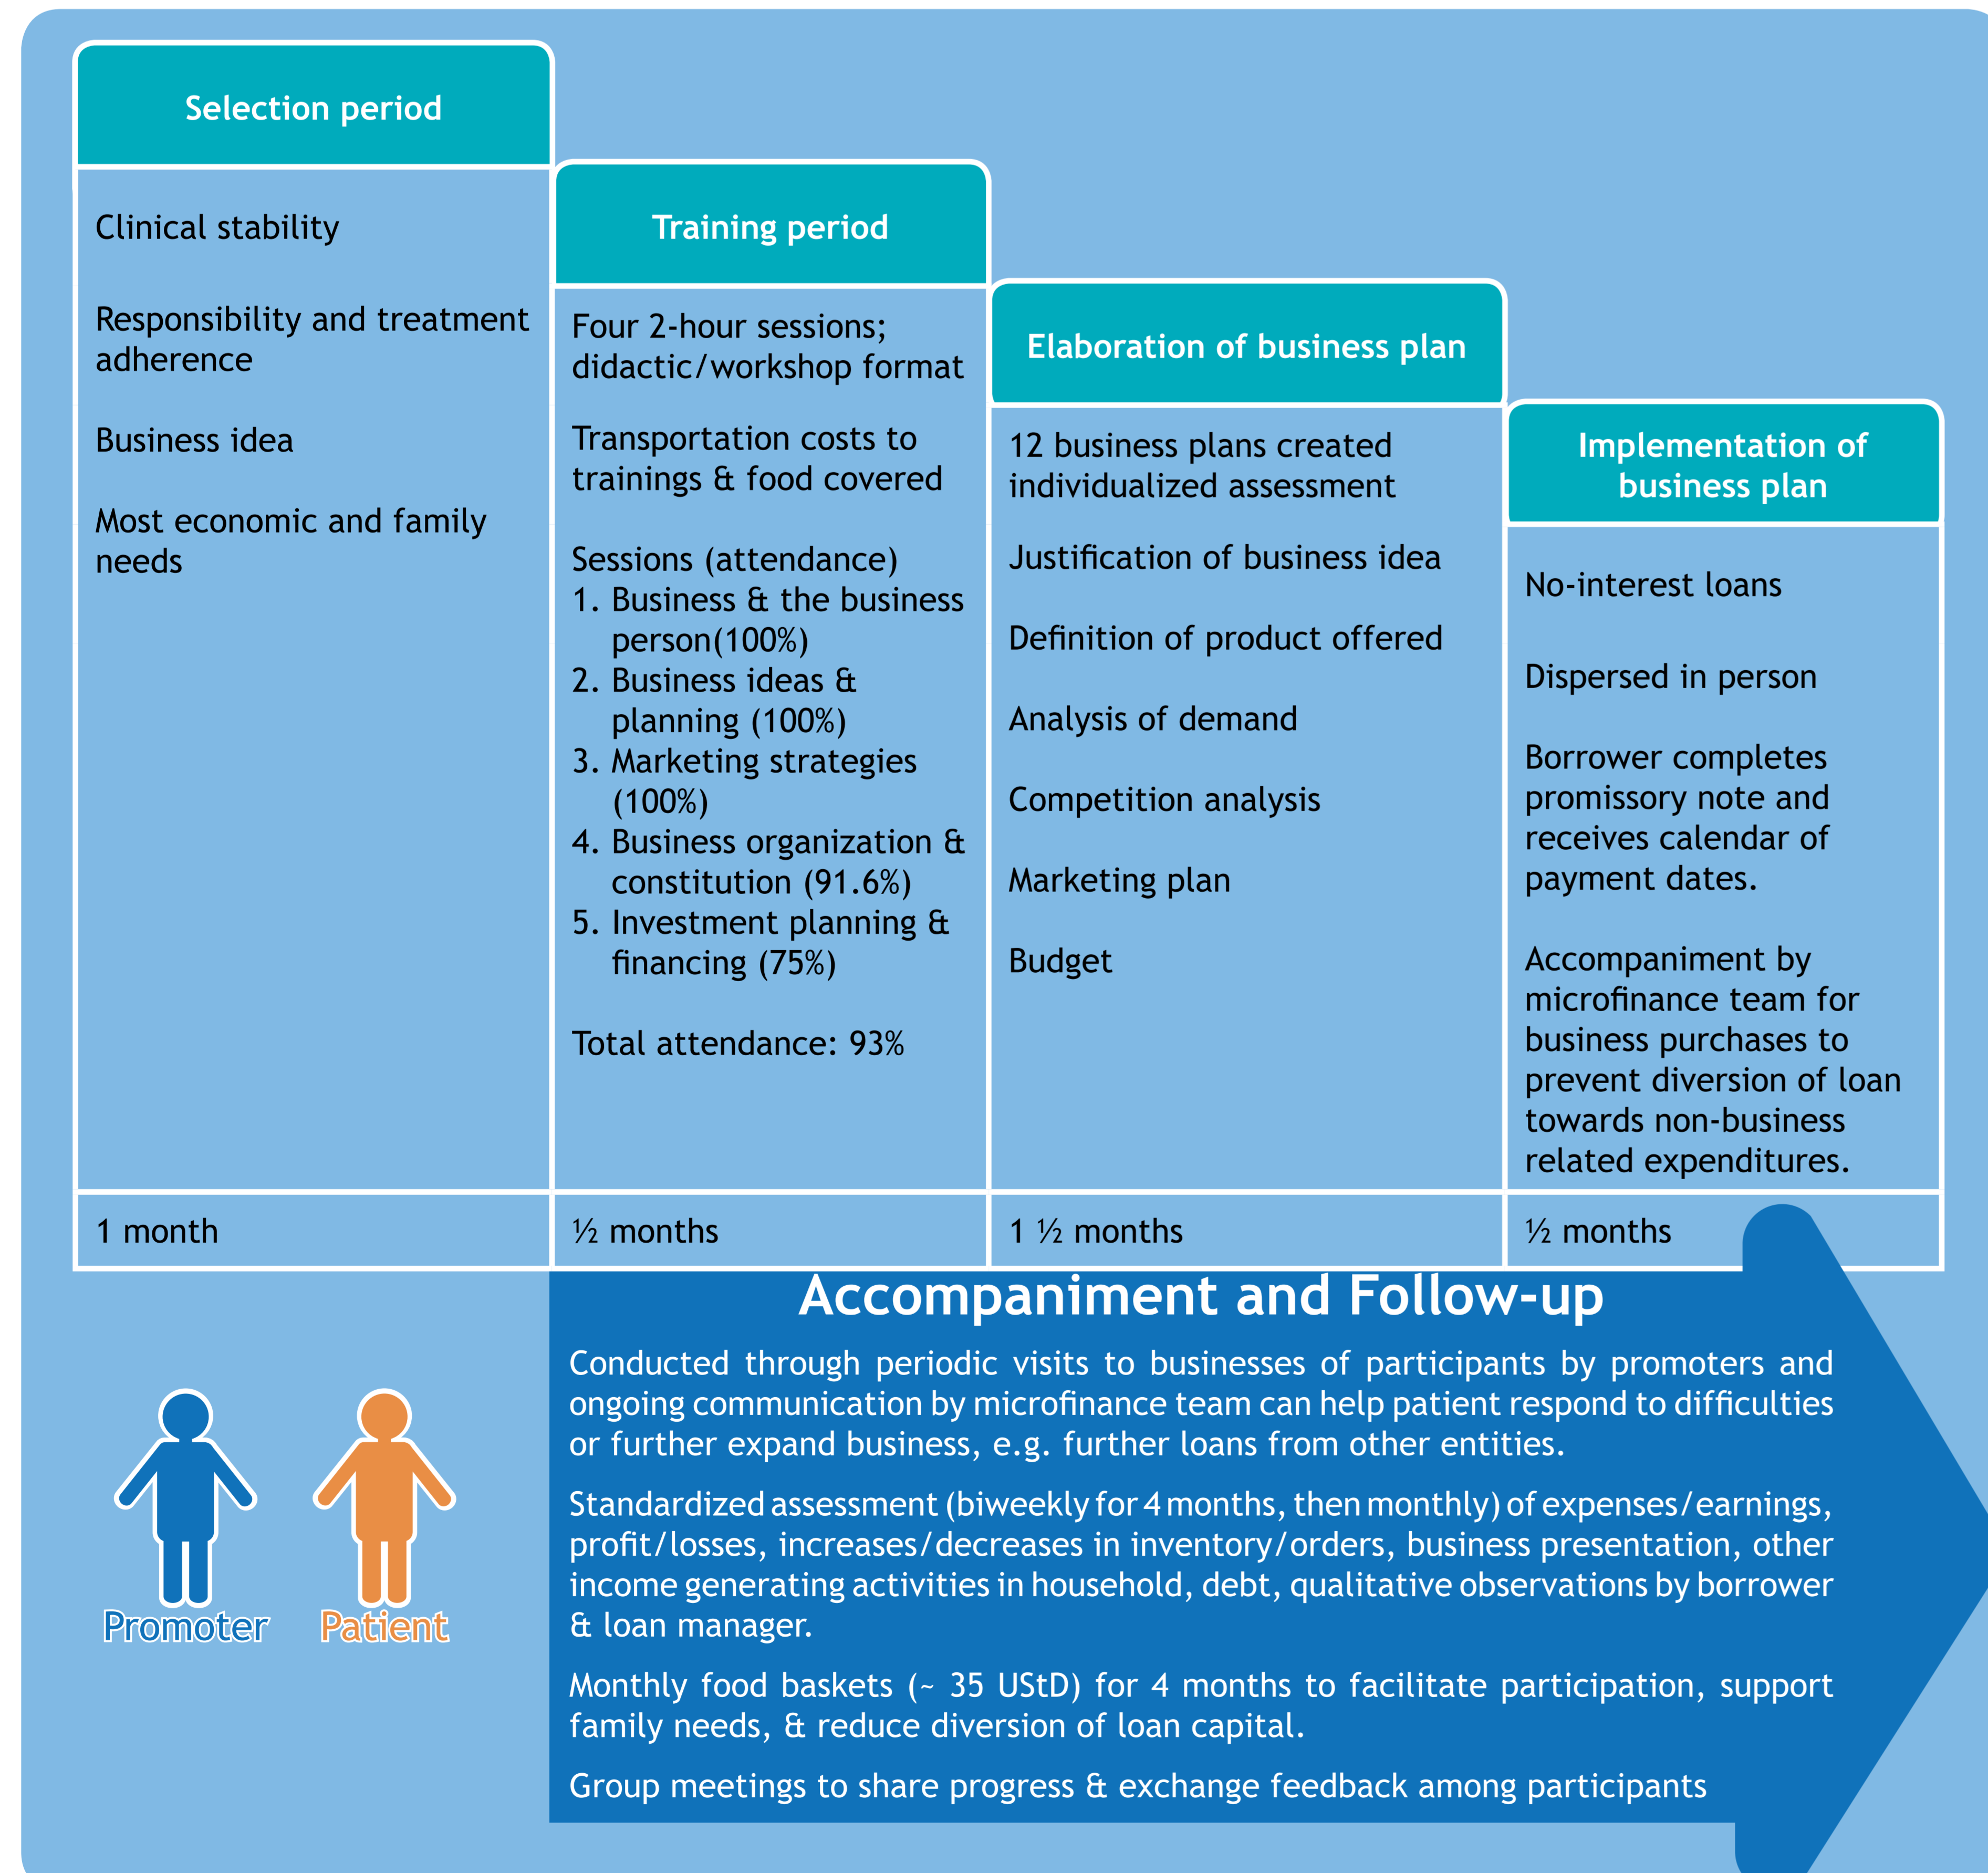 Selection period
Clinical stability
Responsibility and treatment
adherence
Business idea
Most economic and family
needs
1 month
Training period
Four 2-hour sessions;
didactic/workshop format
Transportation costs to
trainings & food covered
Sessions (attendance)
1. Business & the business
person(100%)
2. Business ideas &
planning (100%)
3. Marketing strategies
(100%)
4. Business organization &
constitution (91.6%)
5. Investment planning &
financing (75%)
Total attendance: 93%
½ months
Elaboration of business plan
12 business plans created
individualized assessment
Justification of business idea
Definition of product offered
Analysis of demand
Competition analysis
Marketing plan
Budget
1 ½ months
Implementation of
business plan
No-interest loans
Dispersed in person
Borrower completes
promissory note and
receives calendar of
payment dates.
Accompaniment by
microfinance team for
business purchases to
prevent diversion of loan
towards non-business
related expenditures.
½ months
Promoter
Patient
Accompaniment and Follow-up
Conducted through periodic visits to businesses of participants by promoters and
ongoing communication by microfinance team can help patient respond to difficulties
or further expand business, e.g. further loans from other entities.
Standardized assessment (biweekly for 4 months, then monthly) of expenses/earnings,
profit/losses, increases/decreases in inventory/orders, business presentation, other
income generating activities in household, debt, qualitative observations by borrower
& loan manager.
Monthly food baskets (~ 35 UStD) for 4 months to facilitate participation, support
family needs, & reduce diversion of loan capital.
Group meetings to share progress & exchange feedback among participants